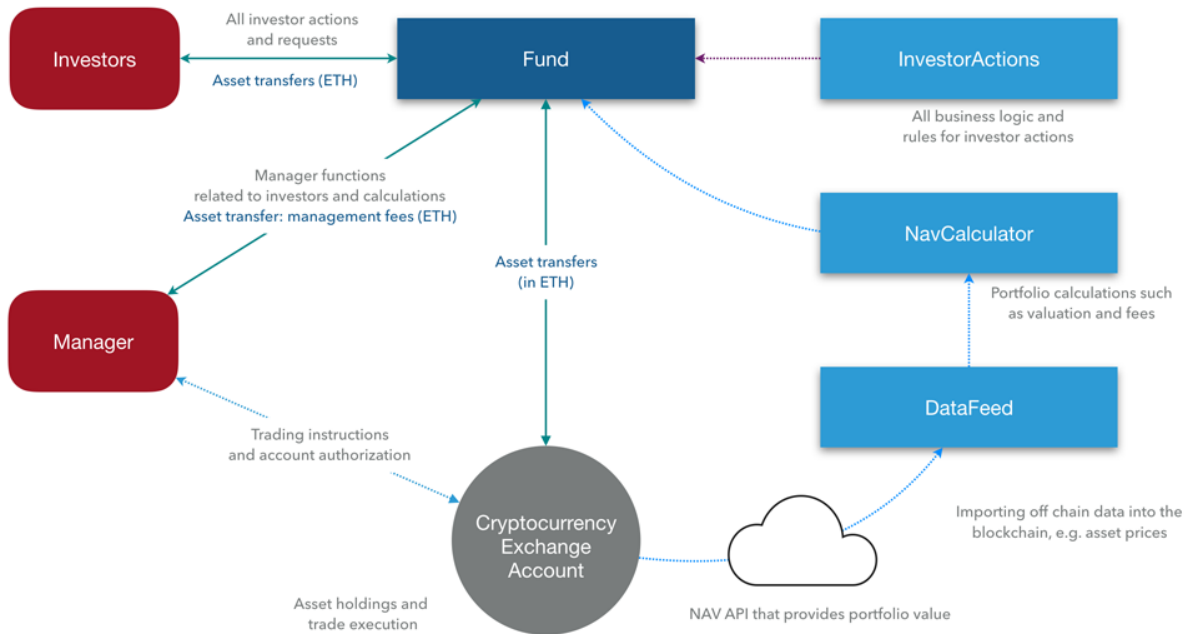 All investor actions
and requests
Investors
Asset transfers (ETH)
Fund
InvestorActions
All business logic and
rules for investor actions
Manager functions
related to investors and calculations
Asset transfer: management fees (ETH)
NavCalculator
Asset transfers
(in ETH)
Portfolio calculations such
as valuation and fees
Manager
DataFeed
Trading instructions
and account authorization
Cryptocurrency
Exchange
Account
Importing off chain data into the
blockchain, e.g. asset prices
Asset holdings and
trade execution
NAV API that provides portfolio value